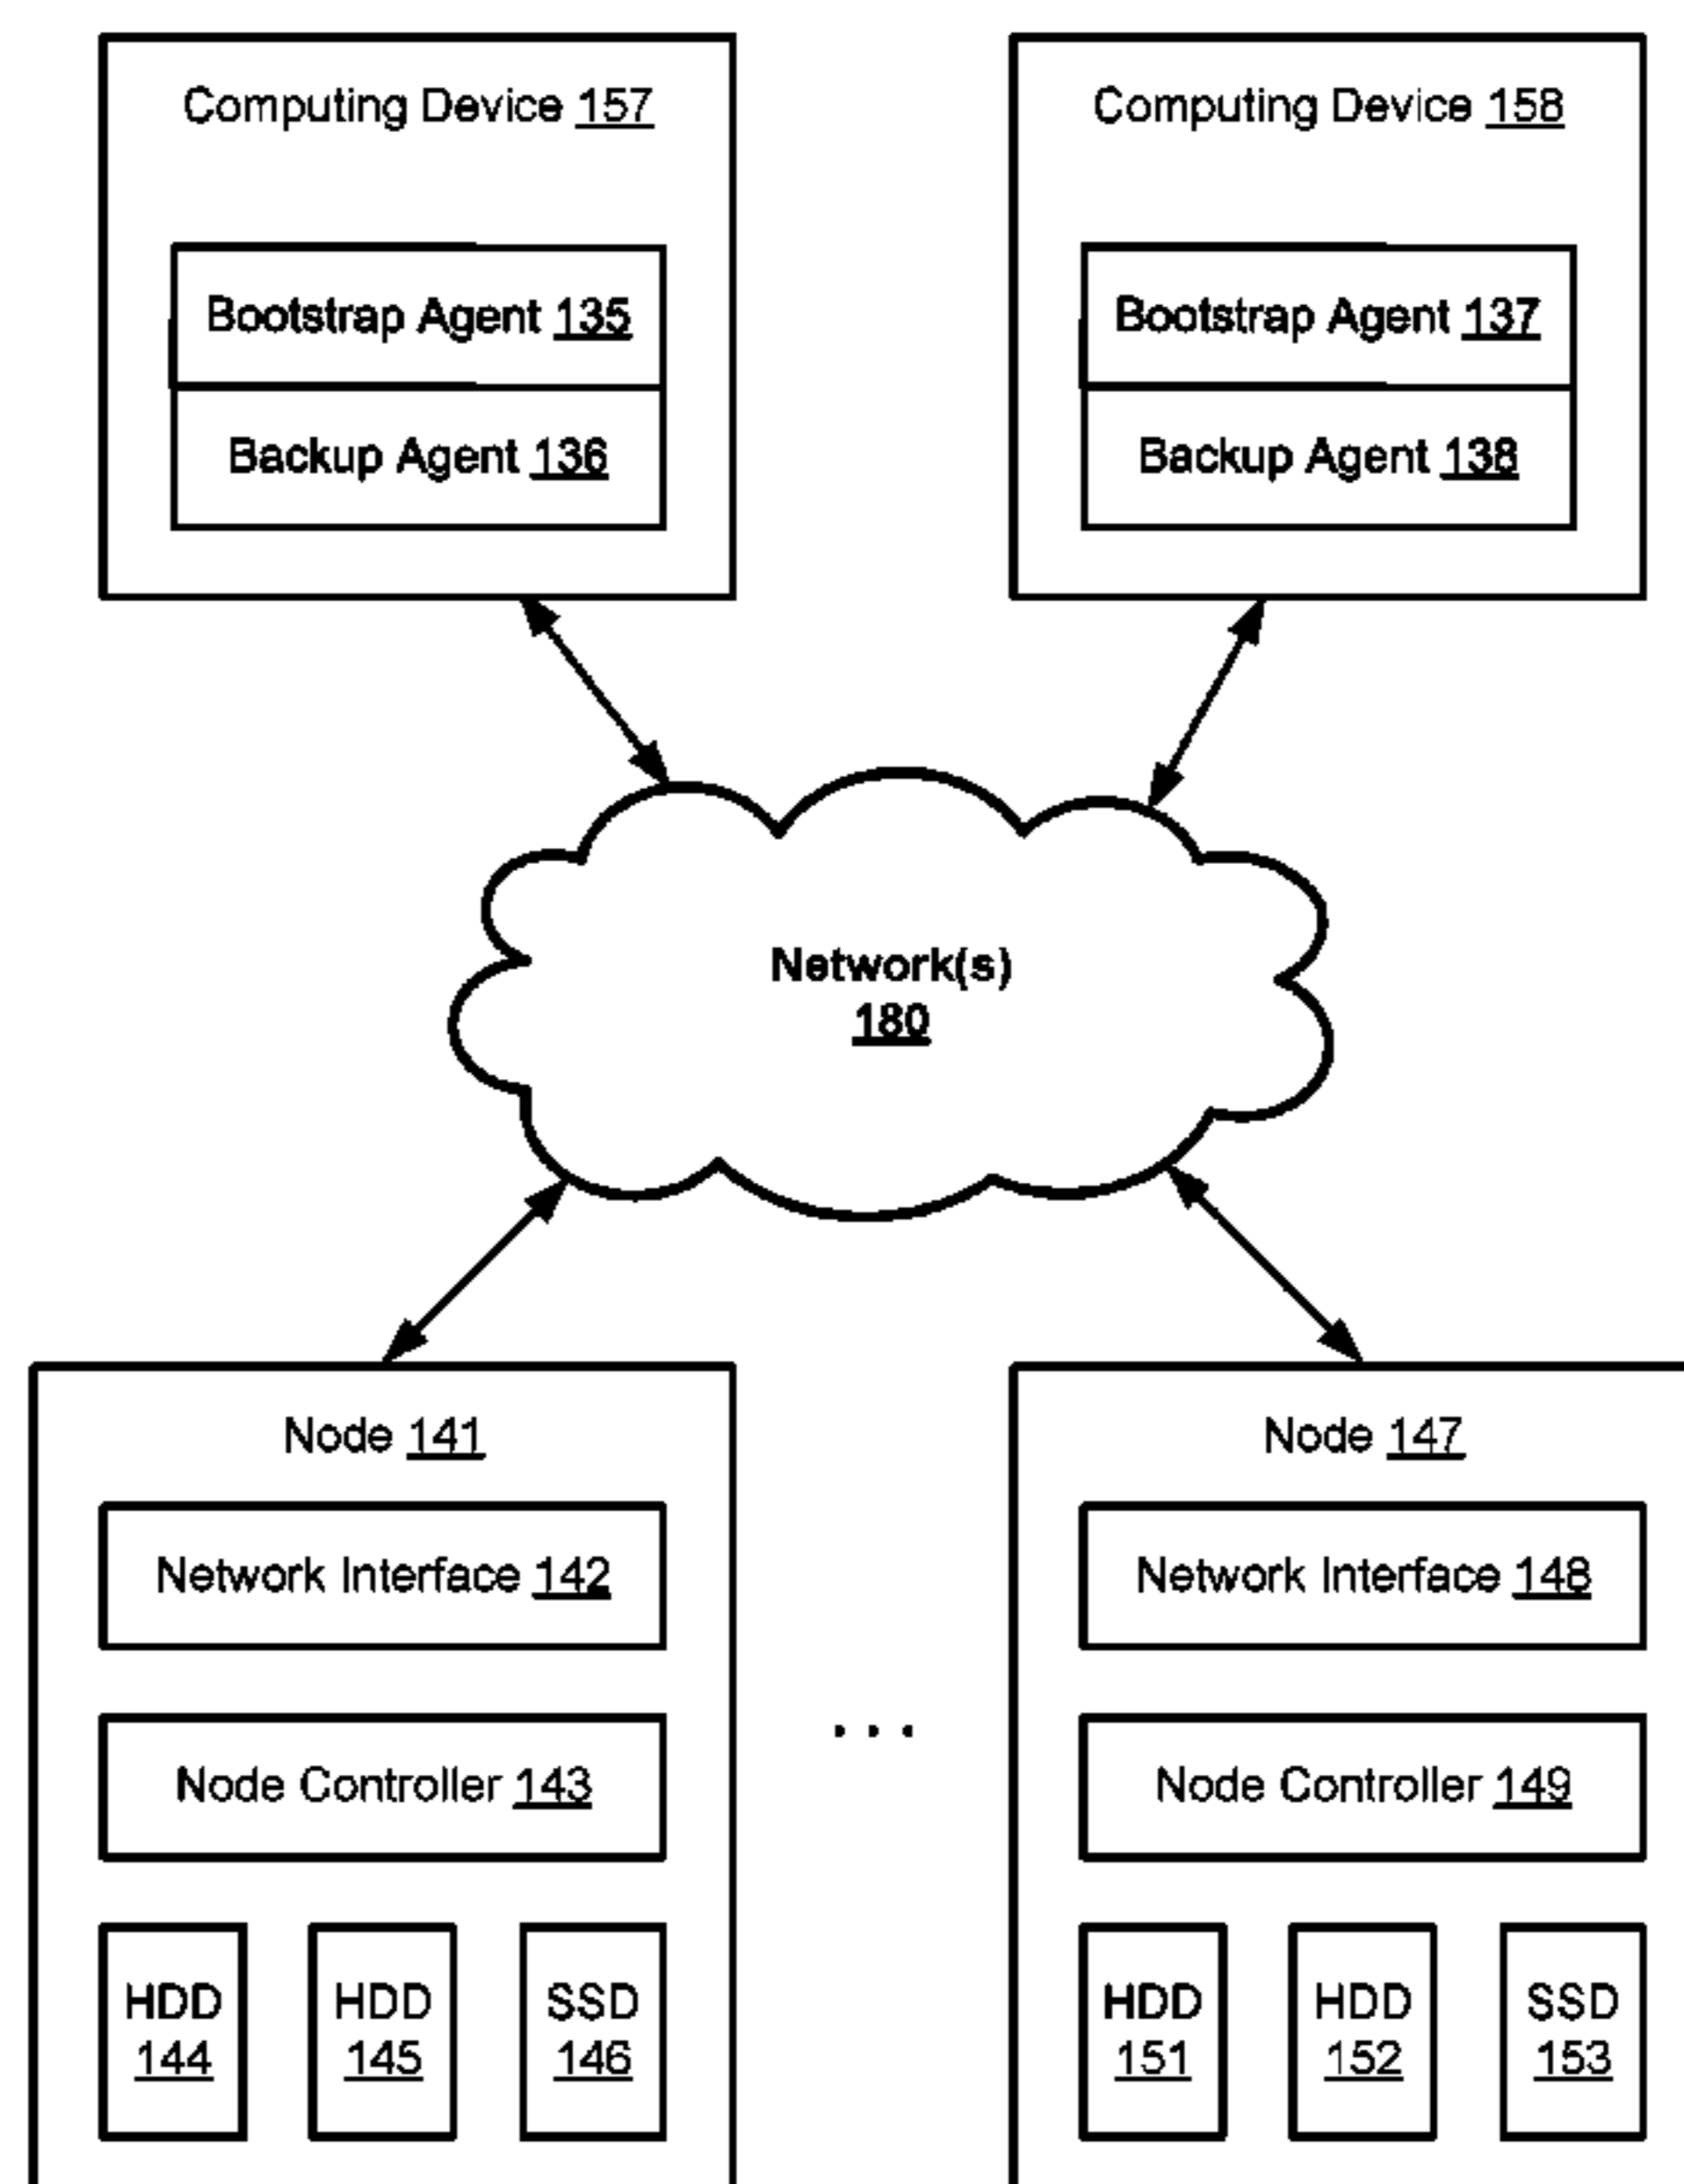 Computing Device 157
Bootstrap Agent 135
Backup Agent 136
Computing Device 158
Bootstrap Agent 137
Backup Agent 138
Network(s)
180
Node 141
Network Interface 142
Node Controller 143
HDD
144
HDD
145
SSD
146
. . .
Node 147
Network Interface 148
Node Controller 149
HDD
151
HDD
152
SSD
153